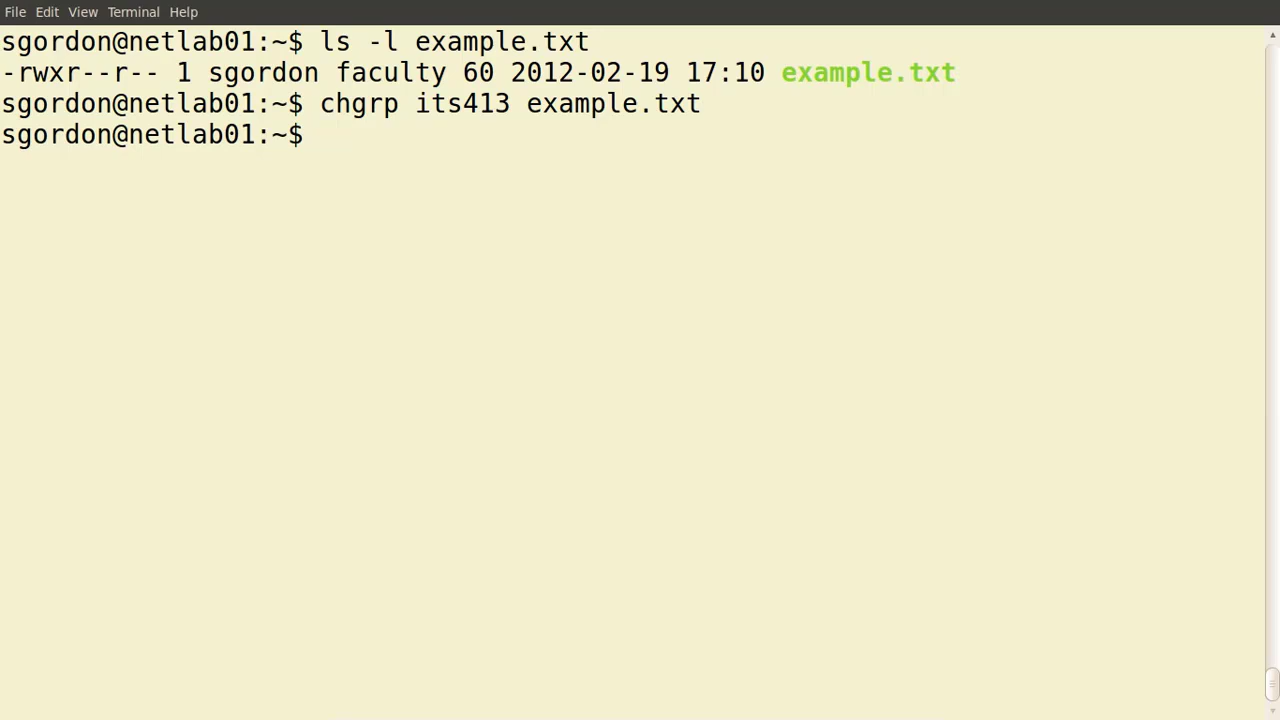 File Edit View Terminal Help
sgordon@netlab01:~$ ls -l example.txt
-rwxr--r-- 1 sgordon faculty 60 2012-02-19 17:10 example.txt
sgordon@netlab01:~$ chgrp its413 example.txt
sgordon@netlab01:~$